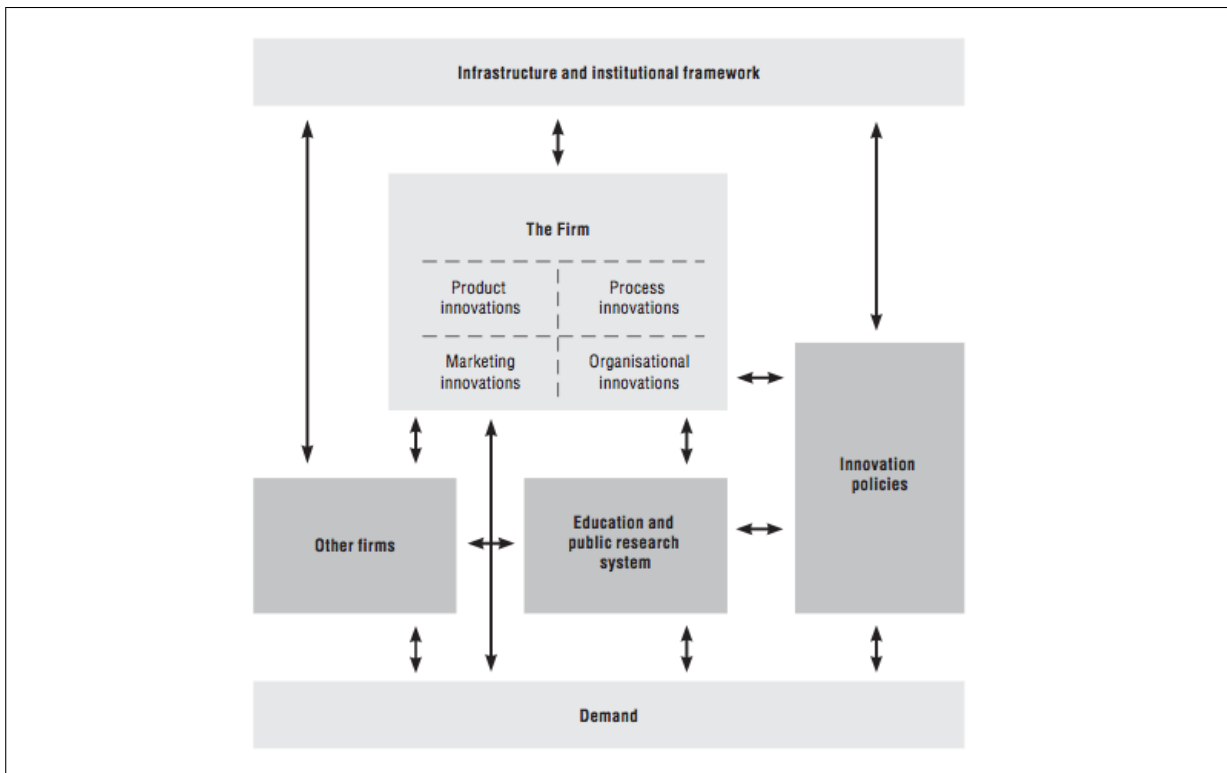 Infrastructure and institutional framework
The Firm
Product
innovations
Process
innovations
Marketing
innovations
Organisational
innovations
Innovation
policies
Other firms
Education and
public research
system
Demand